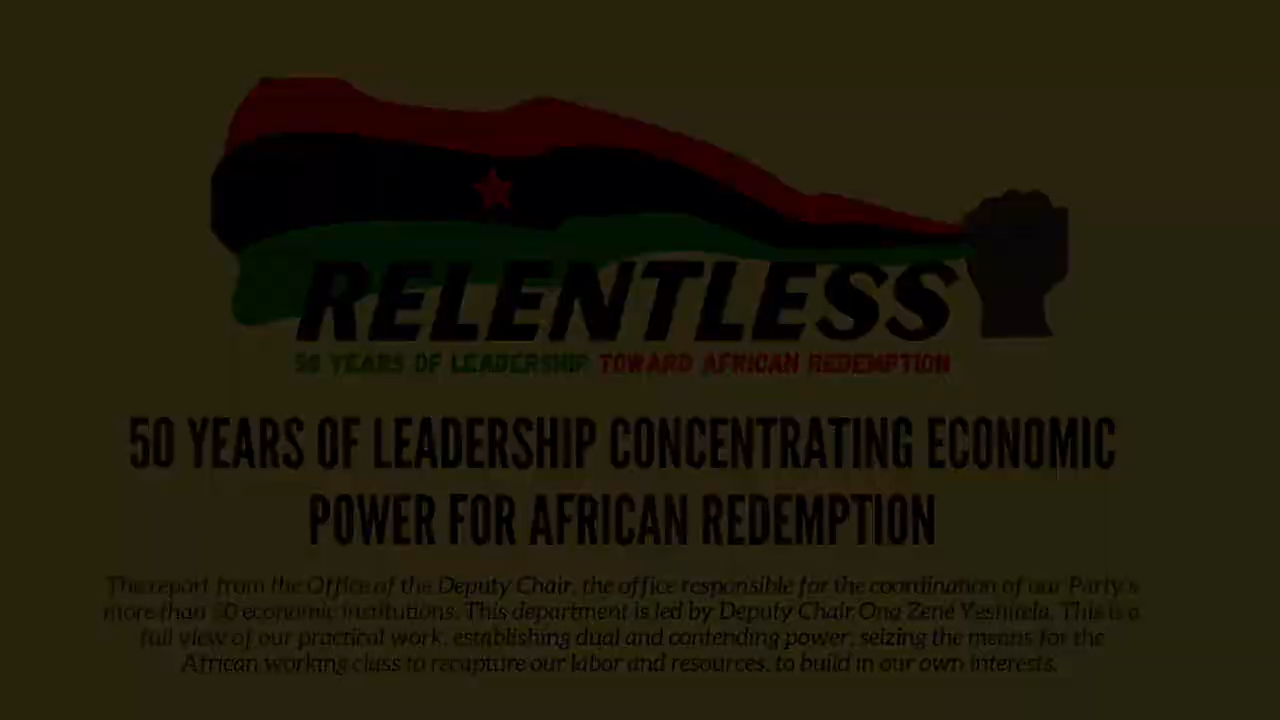 RELENTLESS
50 YEARS OF LEADERSHIP TOWARD AFRICAN REDEMPTION
50 YEARS OF LEADERSHIP CONCENTRATING ECONOMIC
POWER FOR AFRICAN REDEMPTION
The report from the Office of the Deputy Chair, the office responsible for the coordination of our Party's
more than 50 economic institutions. This department is led by Deputy Chair Ona Zené Yeshitela. This is a
full view of our practical work, establishing dual and contending power, seizing the means for the
African working class to recapture our labor and resources, to build in our own interests.